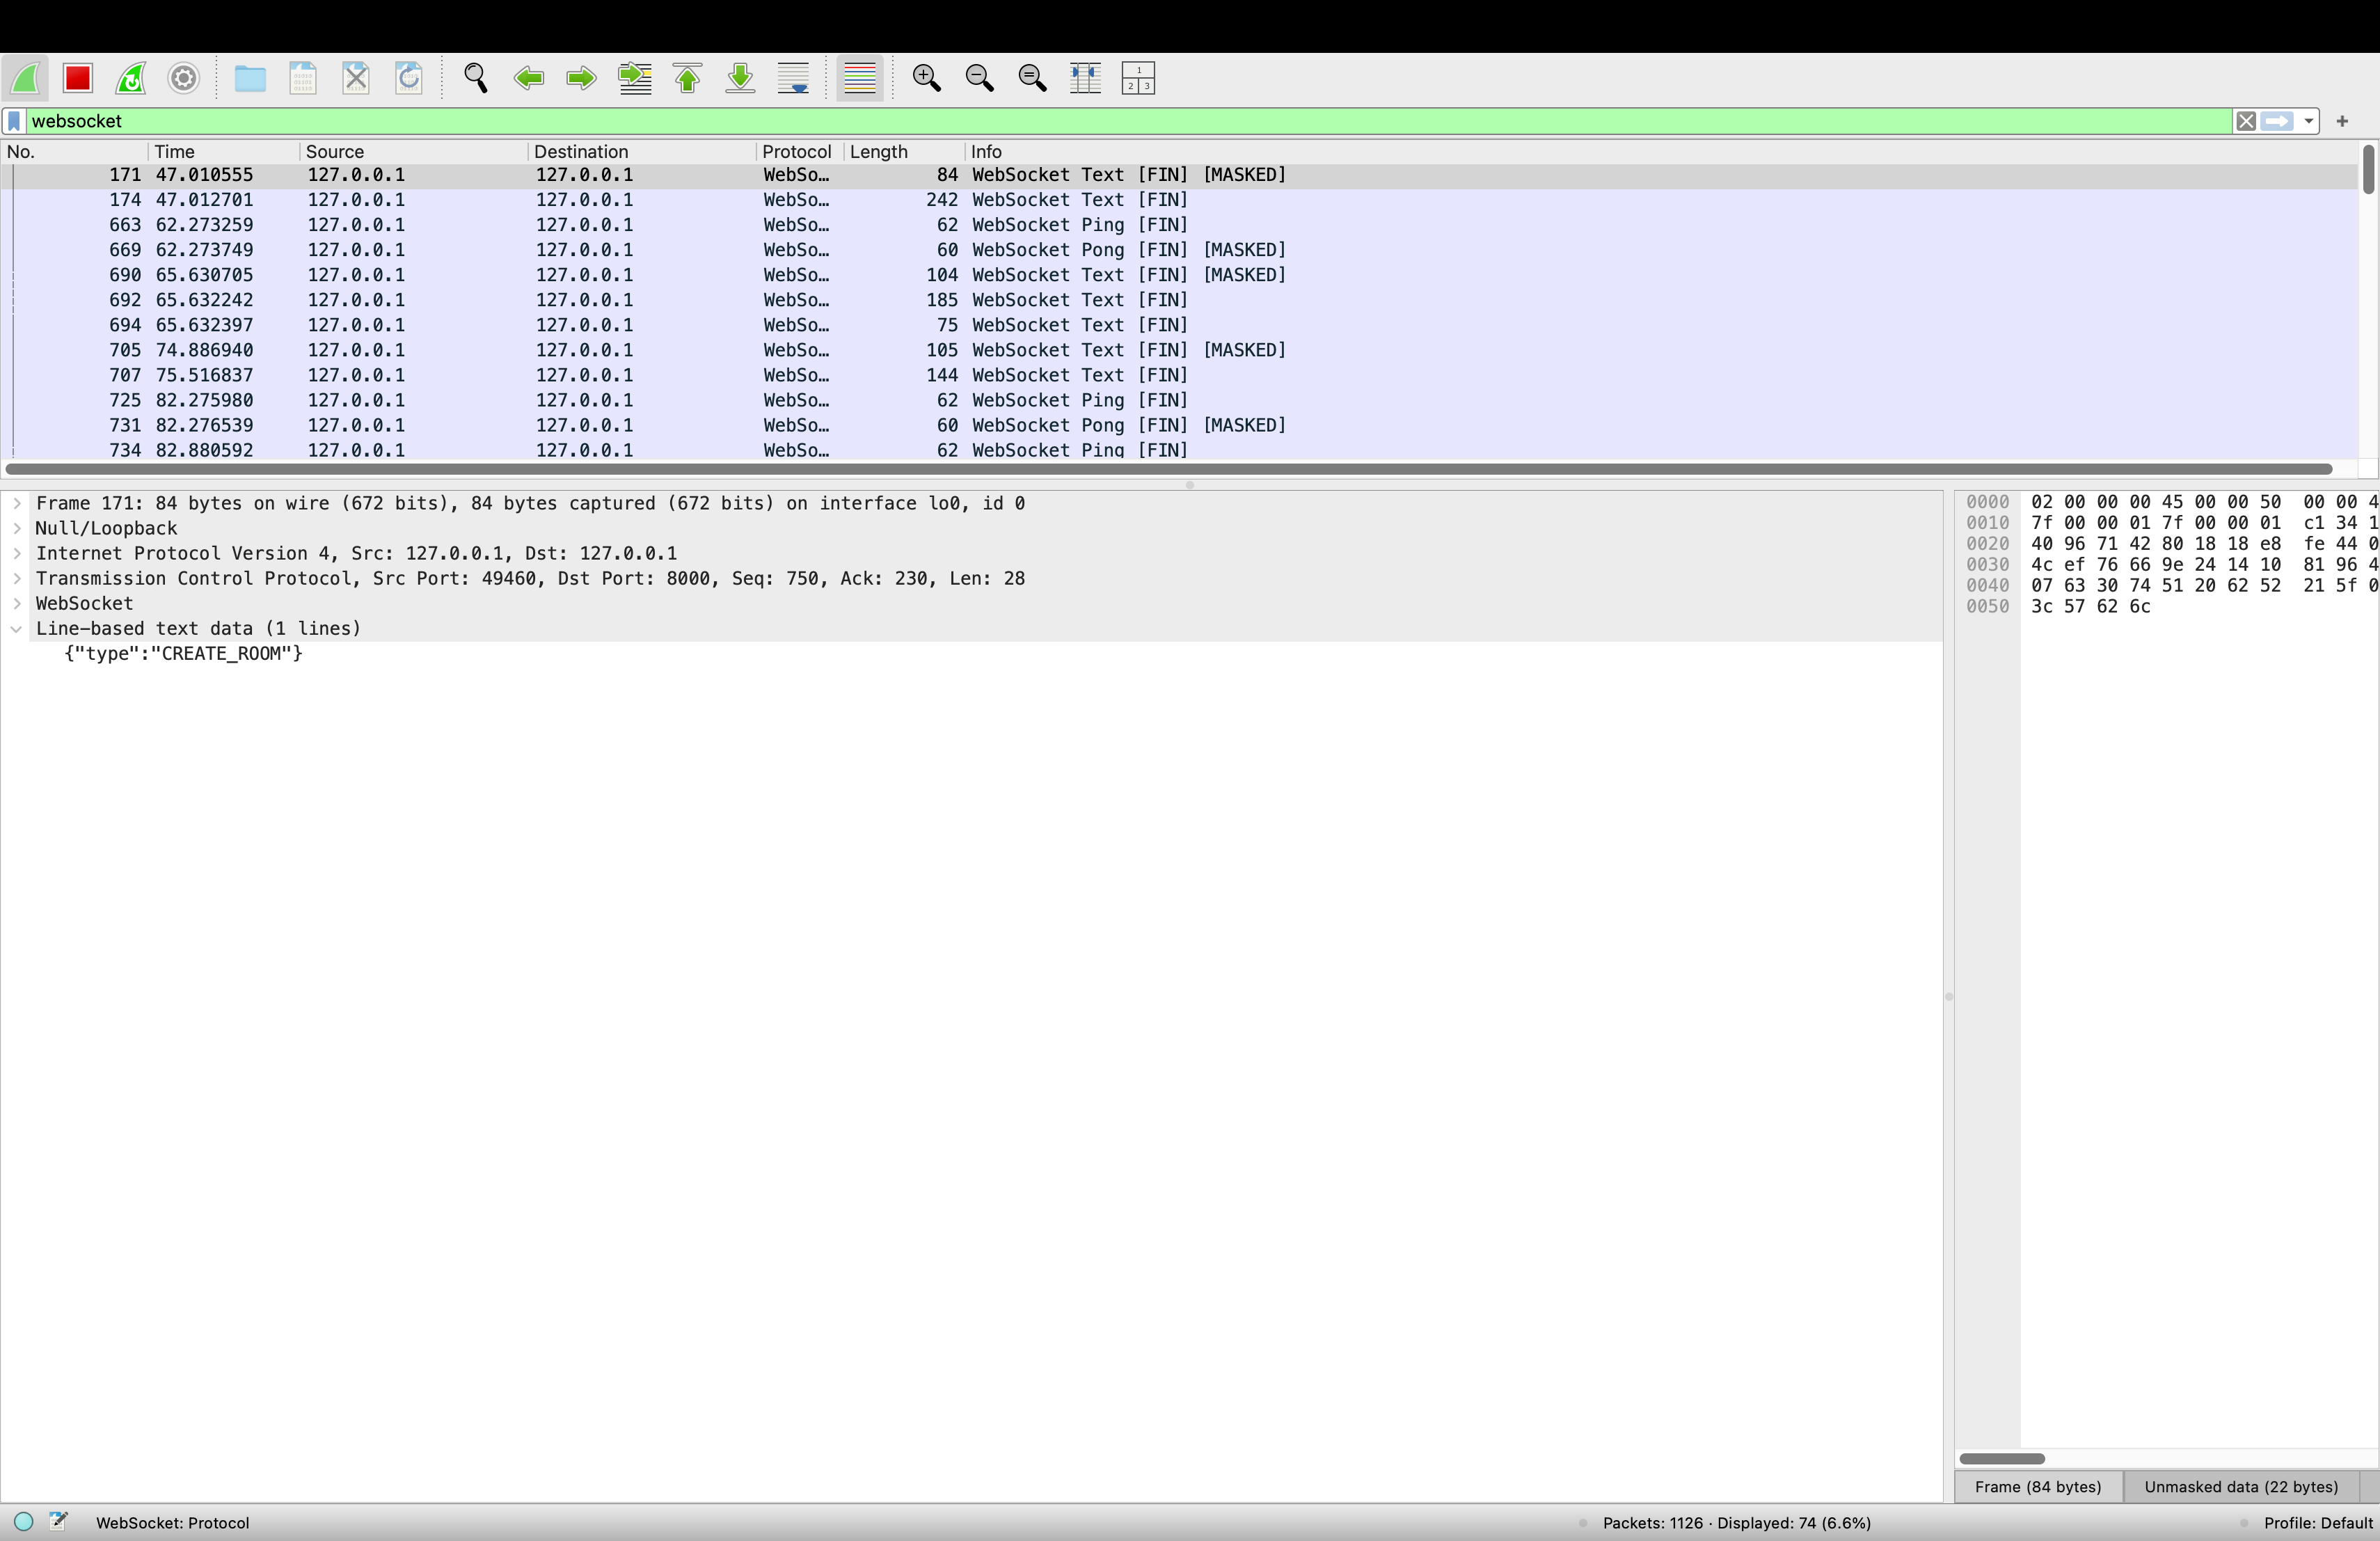 websocket
No. Time Source Destination Protocol Length Info
171 47.010555 127.0.0.1 127.0.0.1 WebSo… 84 WebSocket Text [FIN] [MASKED]
174 47.012701 127.0.0.1 127.0.0.1 WebSo… 242 WebSocket Text [FIN]
663 62.273259 127.0.0.1 127.0.0.1 WebSo… 62 WebSocket Ping [FIN]
669 62.273749 127.0.0.1 127.0.0.1 WebSo… 60 WebSocket Pong [FIN] [MASKED]
690 65.630705 127.0.0.1 127.0.0.1 WebSo… 104 WebSocket Text [FIN] [MASKED]
692 65.632242 127.0.0.1 127.0.0.1 WebSo… 185 WebSocket Text [FIN]
694 65.632397 127.0.0.1 127.0.0.1 WebSo… 75 WebSocket Text [FIN]
705 74.886940 127.0.0.1 127.0.0.1 WebSo… 105 WebSocket Text [FIN] [MASKED]
707 75.516837 127.0.0.1 127.0.0.1 WebSo… 144 WebSocket Text [FIN]
725 82.275980 127.0.0.1 127.0.0.1 WebSo… 62 WebSocket Ping [FIN]
731 82.276539 127.0.0.1 127.0.0.1 WebSo… 60 WebSocket Pong [FIN] [MASKED]
734 82.880592 127.0.0.1 127.0.0.1 WebSo… 62 WebSocket Ping [FIN]
Frame 171: 84 bytes on wire (672 bits), 84 bytes captured (672 bits) on interface lo0, id 0
Null/Loopback
Internet Protocol Version 4, Src: 127.0.0.1, Dst: 127.0.0.1
Transmission Control Protocol, Src Port: 49460, Dst Port: 8000, Seq: 750, Ack: 230, Len: 28
WebSocket
Line-based text data (1 lines)
{"type":"CREATE_ROOM"}
0000 02 00 00 00 45 00 00 50 00 00 4
0010 7f 00 00 01 7f 00 00 01 c1 34 1
0020 40 96 71 42 80 18 18 e8 fe 44 0
0030 4c ef 76 66 9e 24 14 10 81 96 4
0040 07 63 30 74 51 20 62 52 21 5f 0
0050 3c 57 62 6c
Frame (84 bytes) Unmasked data (22 bytes)
WebSocket: Protocol Packets: 1126 · Displayed: 74 (6.6%) Profile: Default